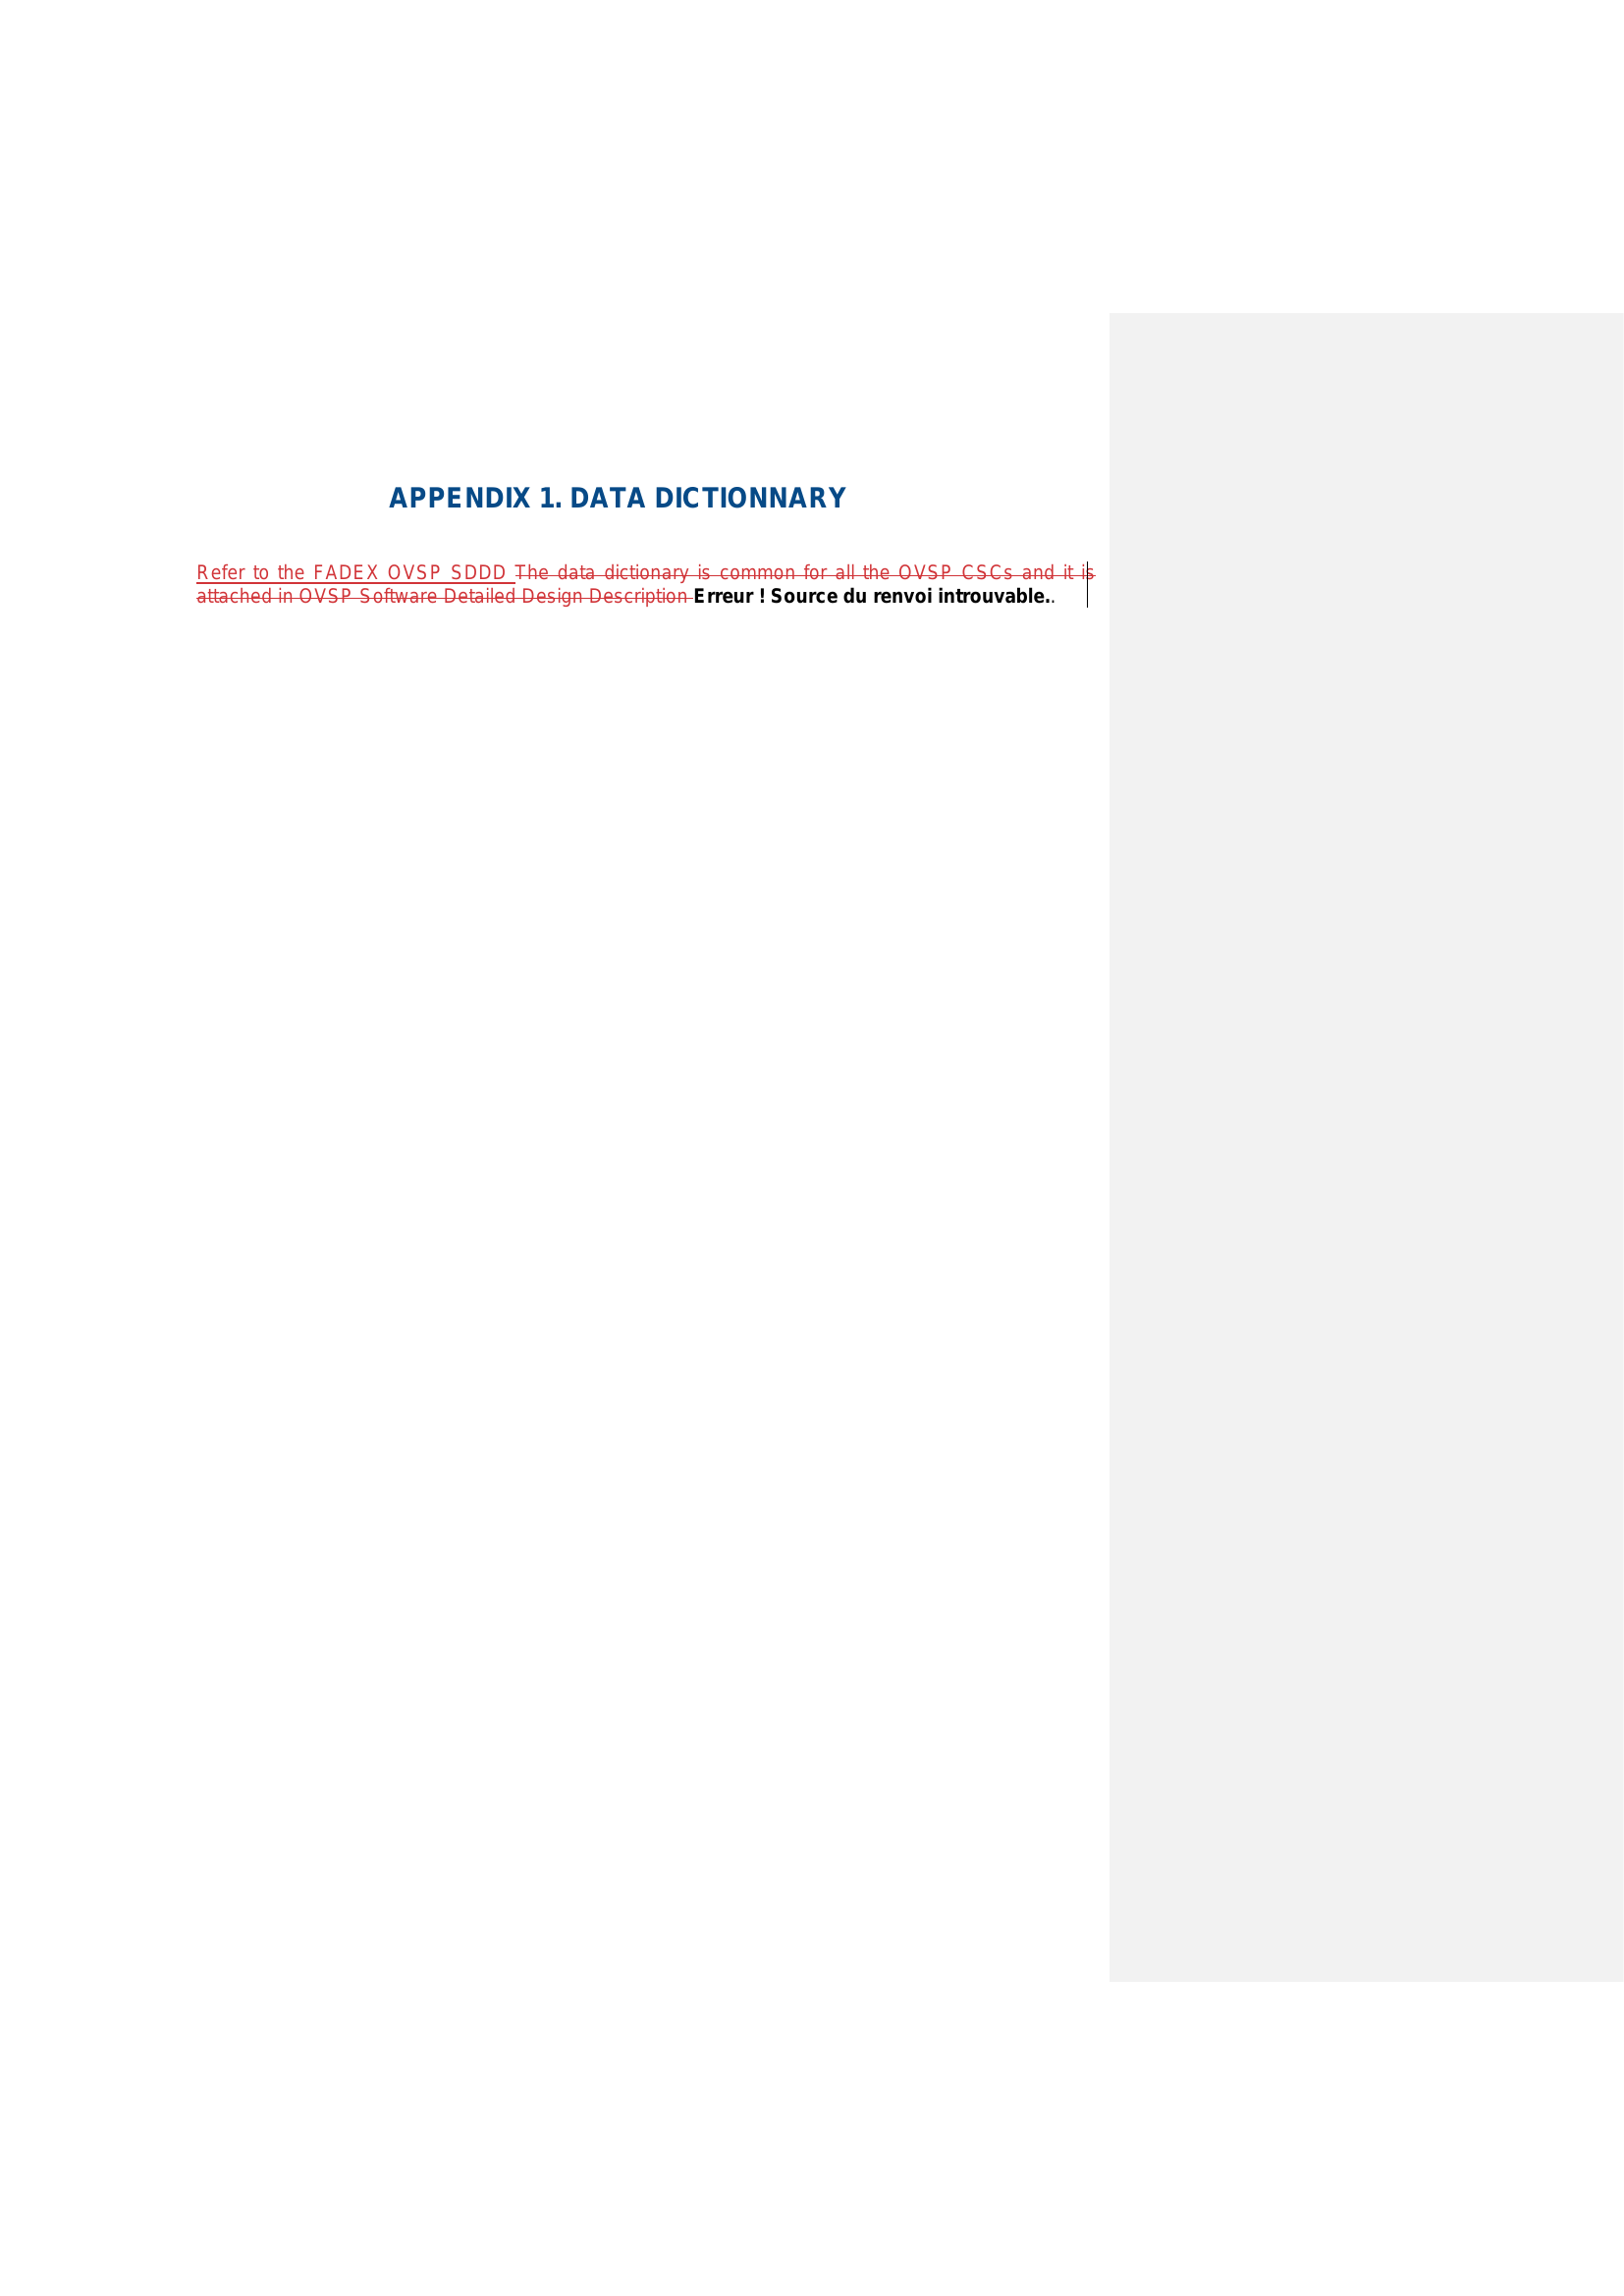 APPENDIX 1. DATA DICTIONNARY
Refer to the FADEX OVSP SDDD The data dictionary is common for all the OVSP CSCs and it is
attached in OVSP Software Detailed Design Description Erreur ! Source du renvoi introuvable..